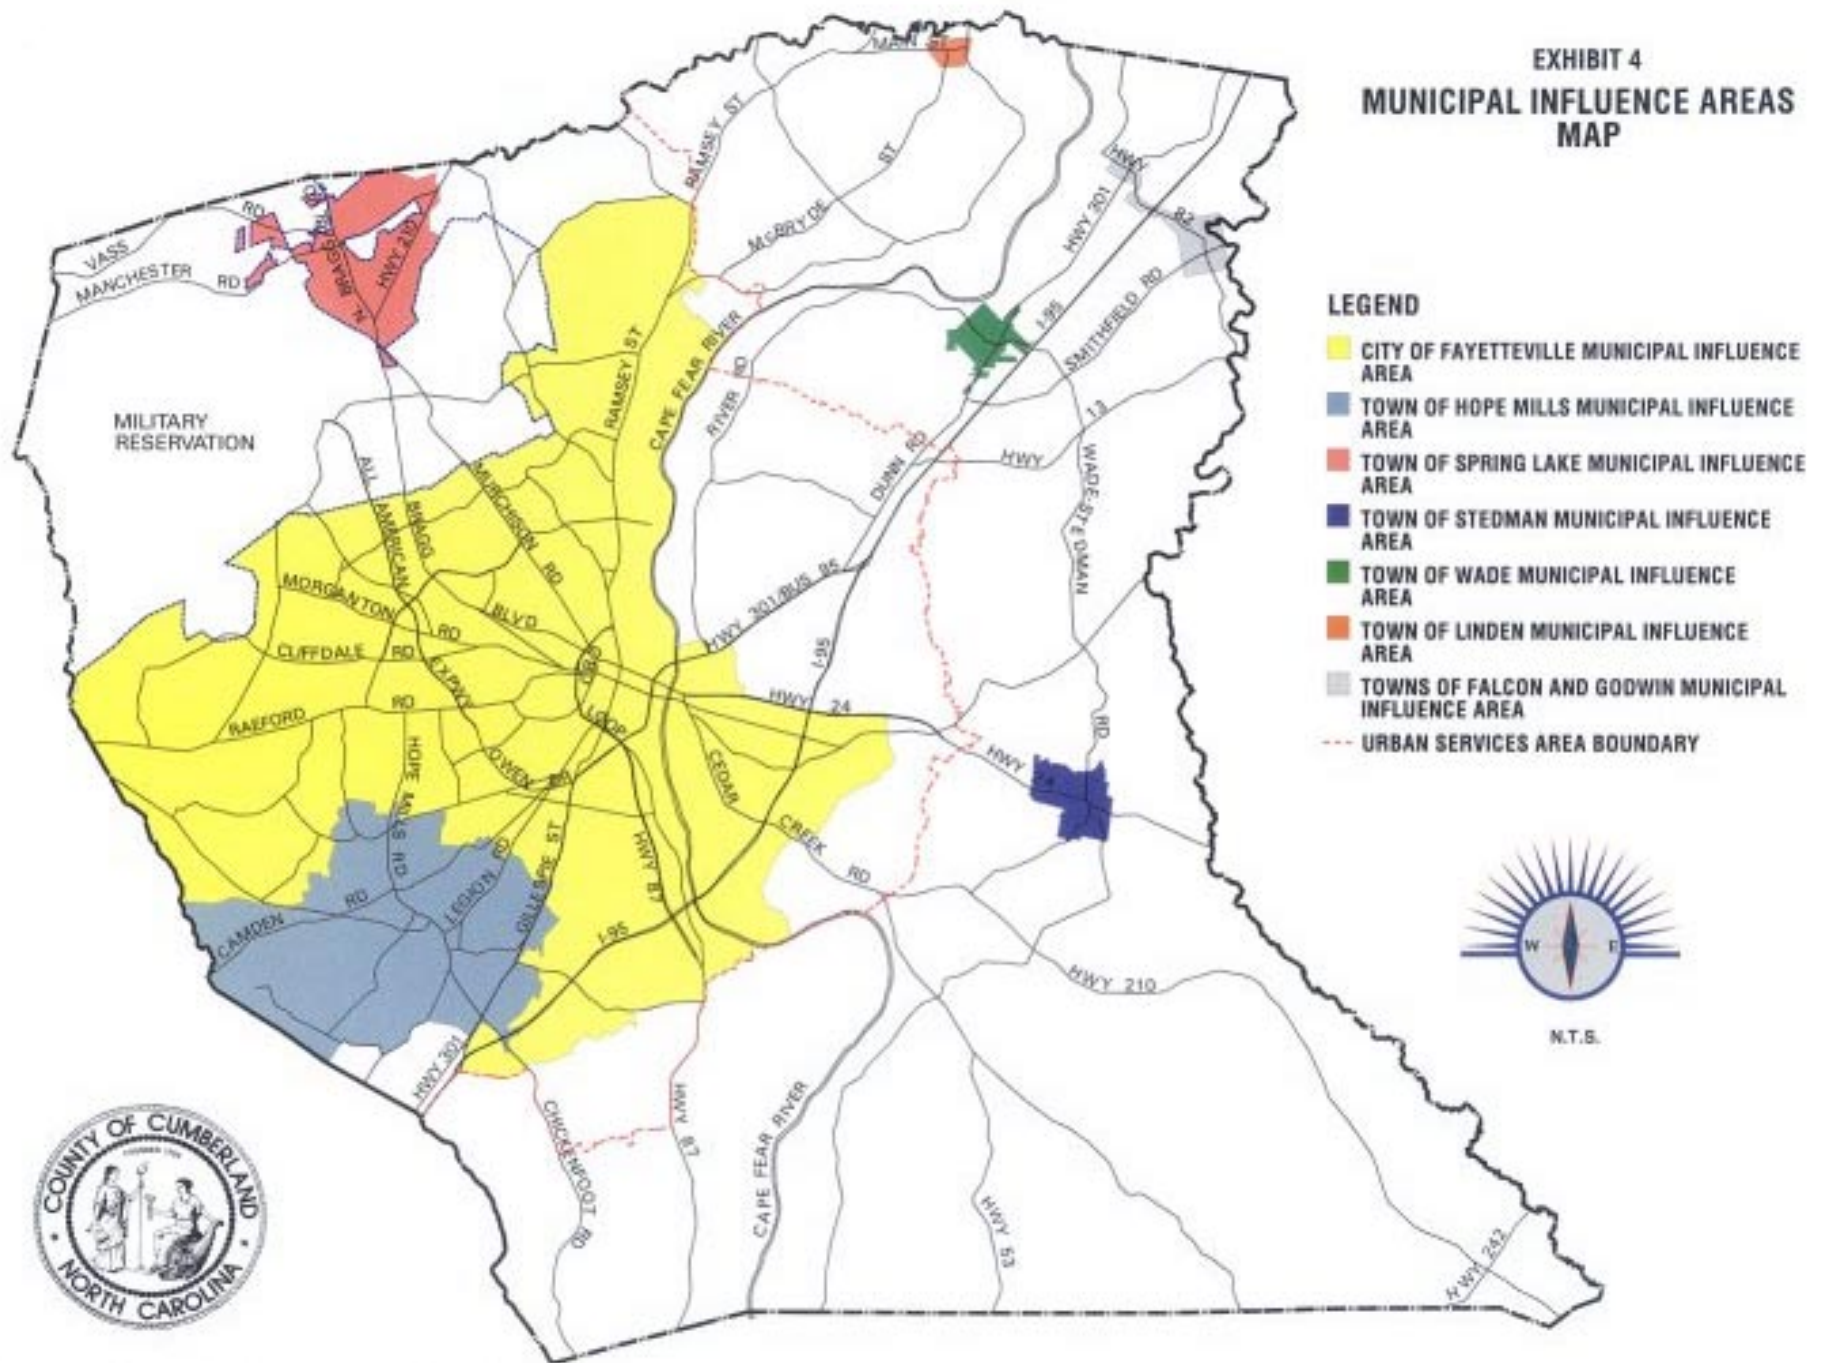 EXHIBIT 4
MUNICIPAL INFLUENCE AREAS
MAP
LEGEND
CITY OF FAYETTEVILLE MUNICIPAL INFLUENCE
AREA
TOWN OF HOPE MILLS MUNICIPAL INFLUENCE
AREA
TOWN OF SPRING LAKE MUNICIPAL INFLUENCE
AREA
TOWN OF STEDMAN MUNICIPAL INFLUENCE
AREA
TOWN OF WADE MUNICIPAL INFLUENCE
AREA
TOWN OF LINDEN MUNICIPAL INFLUENCE
AREA
TOWNS OF FALCON AND GODWIN MUNICIPAL
INFLUENCE AREA
URBAN SERVICES AREA BOUNDARY
W E
N.T.S.
MAIN
RAMSEY ST
McBRYDE ST
HWY 82
HWY 301
I-95
SMITHFIELD RD
VASS RD
MANCHESTER RD
N. BRAGG
HWY 210
MILITARY
RESERVATION
RAMSEY ST
CAPE FEAR RIVER
RIVER RD
DUNN RD
HWY 13
WADE-STEDMAN RD
ALL AMRICAN EXPWY
BRAGG BLVD
MURCHISON RD
MORGANTON RD
CLIFFDALE RD
RAEFORD RD
CBD LOOP
HWY 301/BUS 95
I-95
HWY 24
HWY 24
OWEN DR
HOPE MILLS RD
CEDAR CREEK RD
HWY 87
GILLESPIE ST
LEGION RD
CAMDEN RD
I-95
HWY 301
HWY 210
CHICKENFOOT RD
HWY 87
CAPE FEAR RIVER
HWY 53
HWY 242
COUNTY OF CUMBERLAND
NORTH CAROLINA